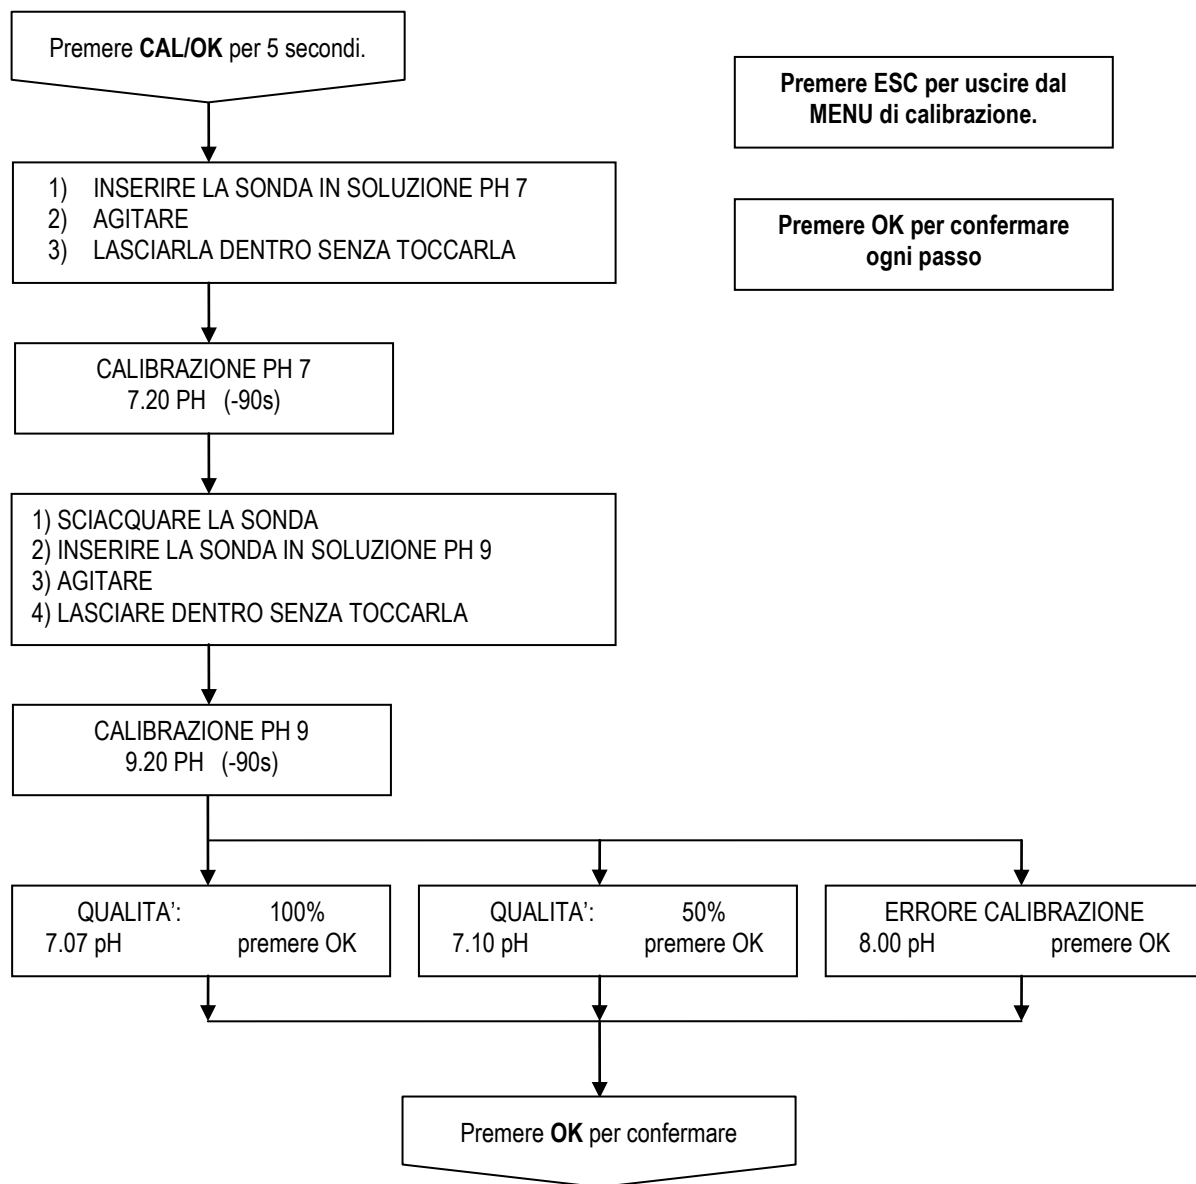 Premere CAL/OK per 5 secondi.
Premere ESC per uscire dal
MENU di calibrazione.
1) INSERIRE LA SONDA IN SOLUZIONE PH 7
2) AGITARE
3) LASCIARLA DENTRO SENZA TOCCARLA
Premere OK per confermare
ogni passo
CALIBRAZIONE PH 7
7.20 PH (-90s)
1) SCIACQUARE LA SONDA
2) INSERIRE LA SONDA IN SOLUZIONE PH 9
3) AGITARE
4) LASCIARE DENTRO SENZA TOCCARLA
CALIBRAZIONE PH 9
9.20 PH (-90s)
QUALITA’: 100%
7.07 pH premere OK
QUALITA’: 50%
7.10 pH premere OK
ERRORE CALIBRAZIONE
8.00 pH premere OK
Premere OK per confermare